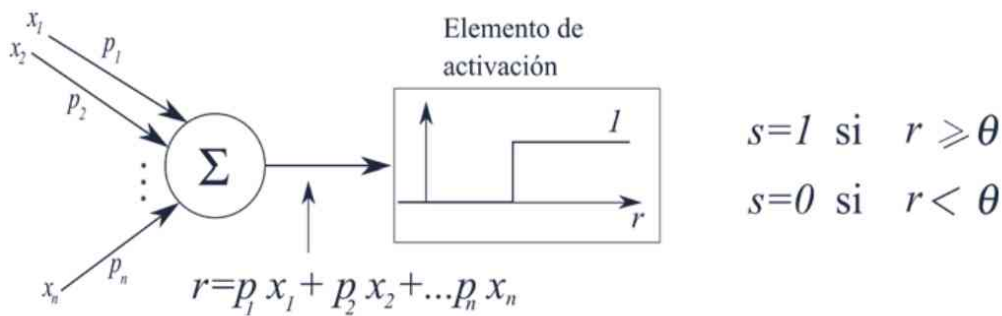 x₁
x₂
p₁
p₂
⋮
xₙ
pₙ
Σ
Elemento de
activación
1
r
r=p₁ x₁+ p₂ x₂+...pₙ xₙ
s=1 si r ⩾ θ
s=0 si r < θ